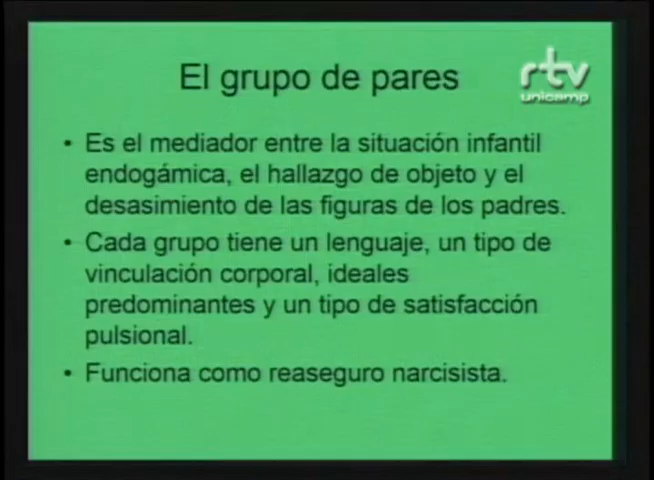 El grupo de pares
rtv
unicamp
• Es el mediador entre la situación infantil
endogámica, el hallazgo de objeto y el
desasimiento de las figuras de los padres.
• Cada grupo tiene un lenguaje, un tipo de
vinculación corporal, ideales
predominantes y un tipo de satisfacción
pulsional.
• Funciona como reaseguro narcisista.